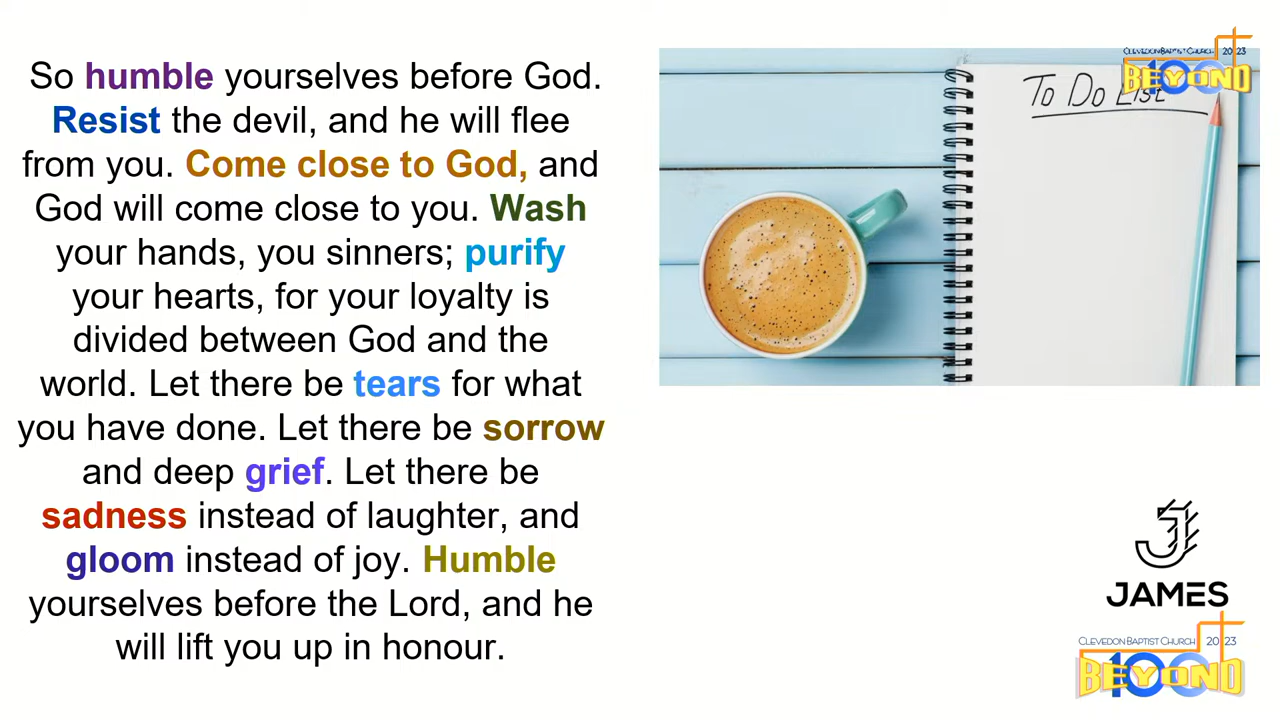 So humble yourselves before God.
Resist the devil, and he will flee
from you. Come close to God, and
God will come close to you. Wash
your hands, you sinners; purify
your hearts, for your loyalty is
divided between God and the
world. Let there be tears for what
you have done. Let there be sorrow
and deep grief. Let there be
sadness instead of laughter, and
gloom instead of joy. Humble
yourselves before the Lord, and he
will lift you up in honour.
Clevedon Baptist Church 2023
100
BEYOND
To Do List
JAMES
Clevedon Baptist Church 2023
100
BEYOND